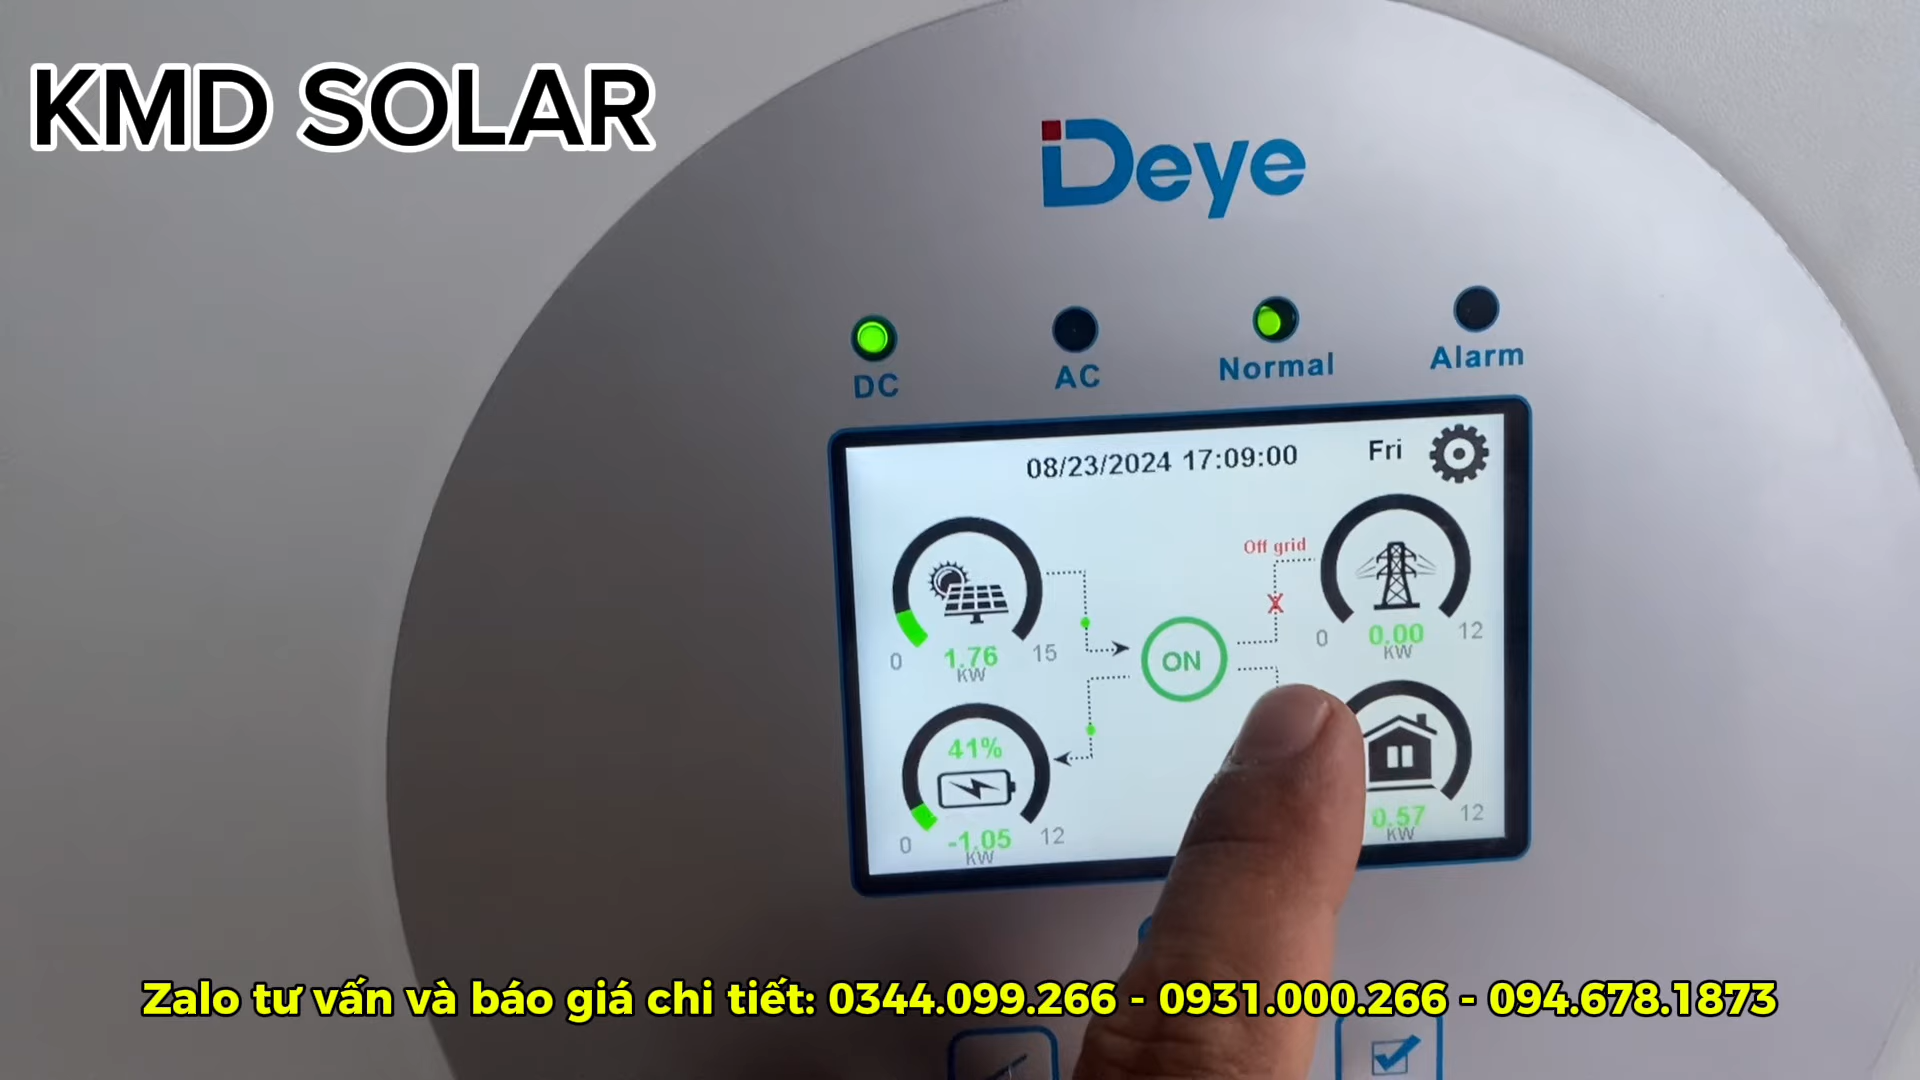 KMD SOLAR
Deye
DC
AC
Normal
Alarm
08/23/2024 17:09:00
Fri
Off grid
0
1.76
KW
15
ON
0
0.00
KW
12
41%
0
-1.05
KW
12
0.57
KW
12
Zalo tư vấn và báo giá chi tiết: 0344.099.266 - 0931.000.266 - 094.678.1873